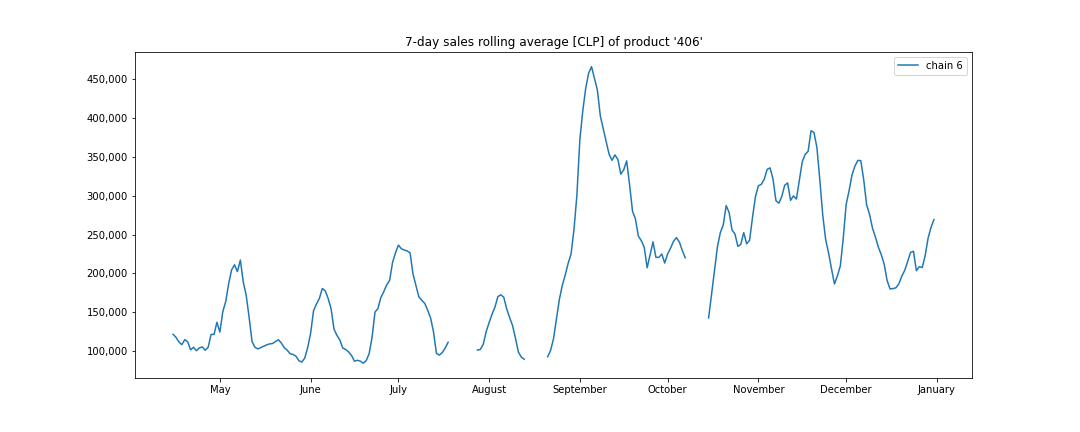 7-day sales rolling average [CLP] of product '406'
chain 6
450,000
400,000
350,000
300,000
250,000
200,000
150,000
100,000
May June July August September October November December January